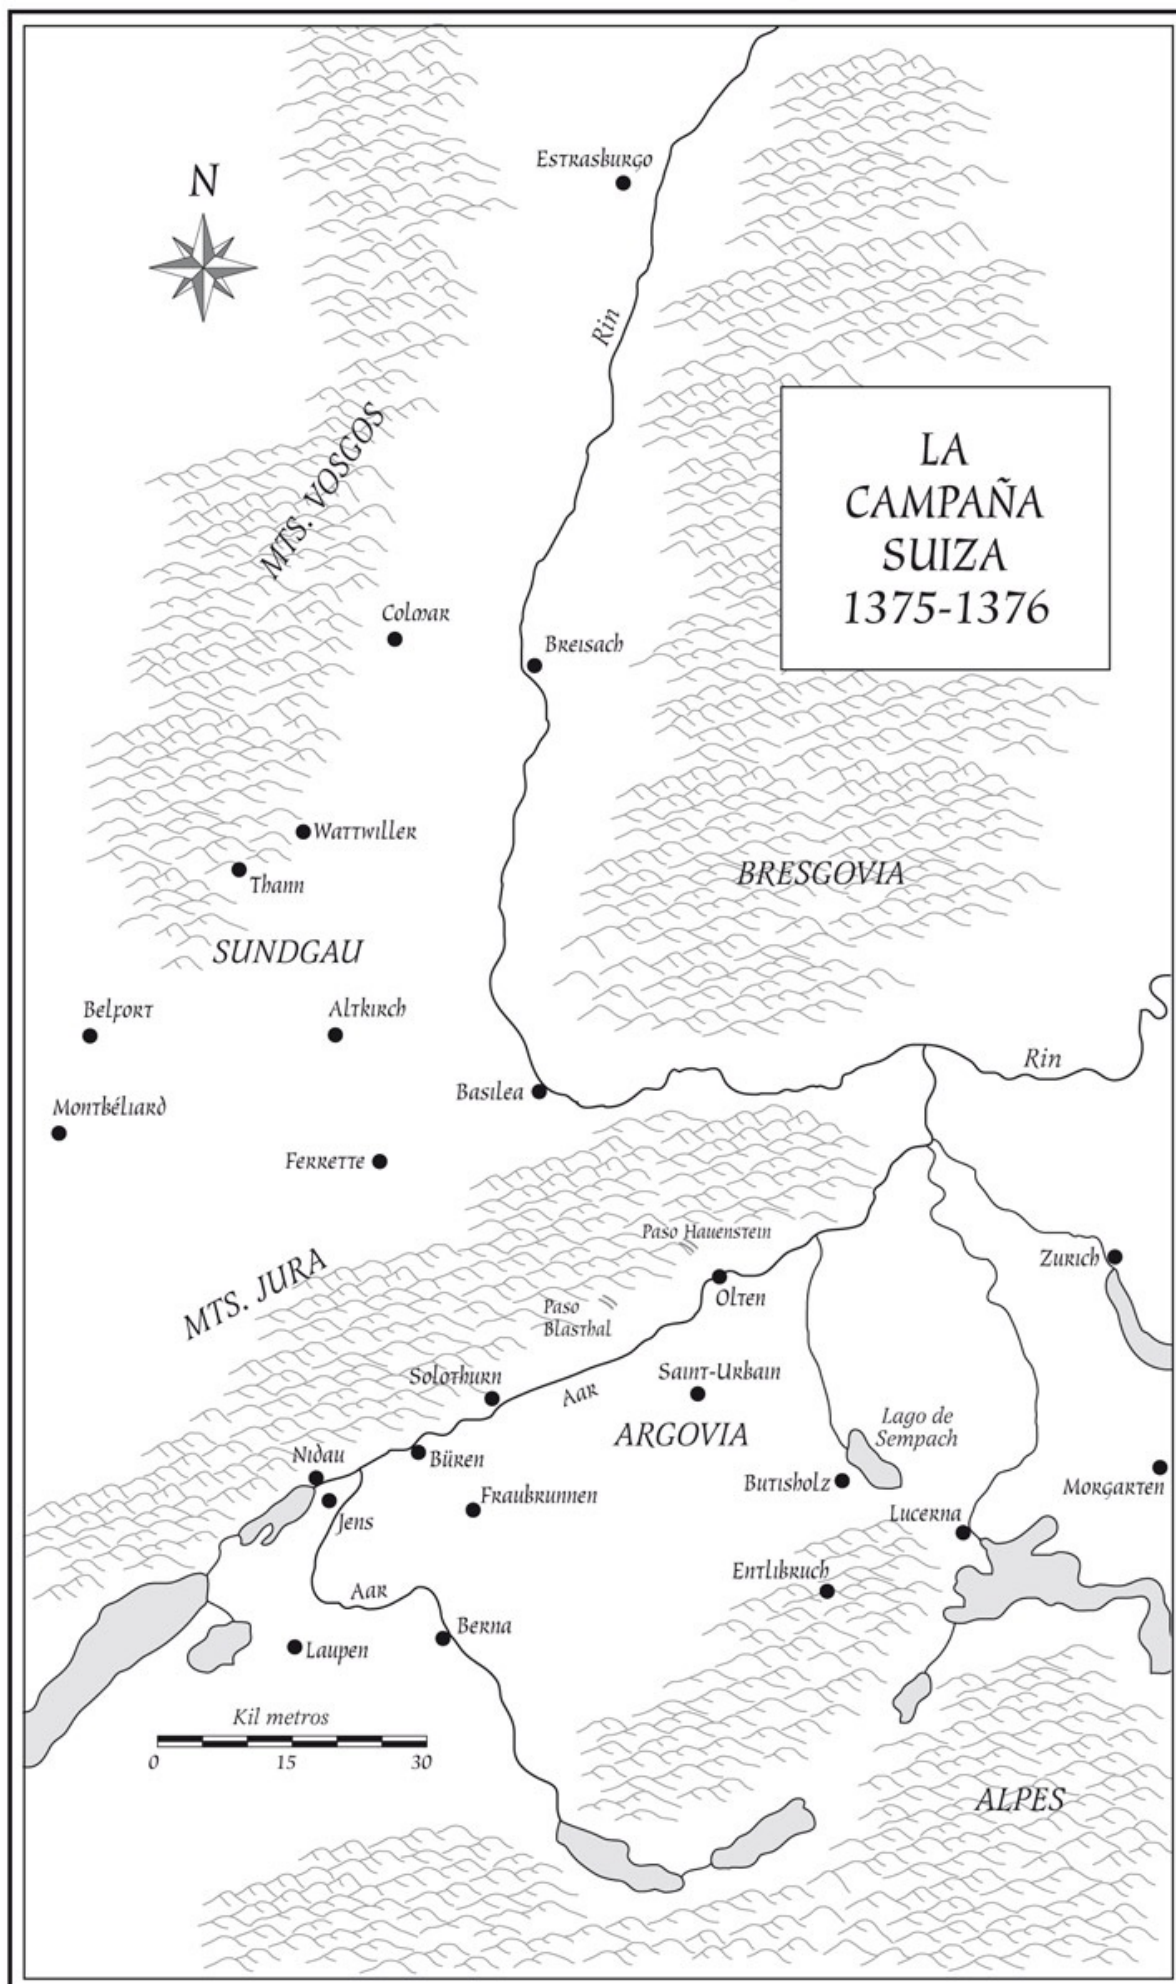 Estrasburgo
N
Rin
LA
CAMPAÑA
SUIZA
1375-1376
MTS. VOSGOS
Colmar
Breisach
Wattwiller
Thann
BRESGOVIA
SUNDGAU
Belfort
Altkirch
Rin
Basilea
Montbéliard
Ferrette
Paso Hauenstein
Zurich
MTS. JURA
Olten
Paso
Blasthal
Solothurn
Aar
Saint-Urbain
ARGOVIA
Lago de
Sempach
Nidau
Büren
Butisholz
Morgarten
Fraubrunnen
Jens
Lucerna
Entlibruch
Aar
Berna
Laupen
Kil metros
0 15 30
ALPES